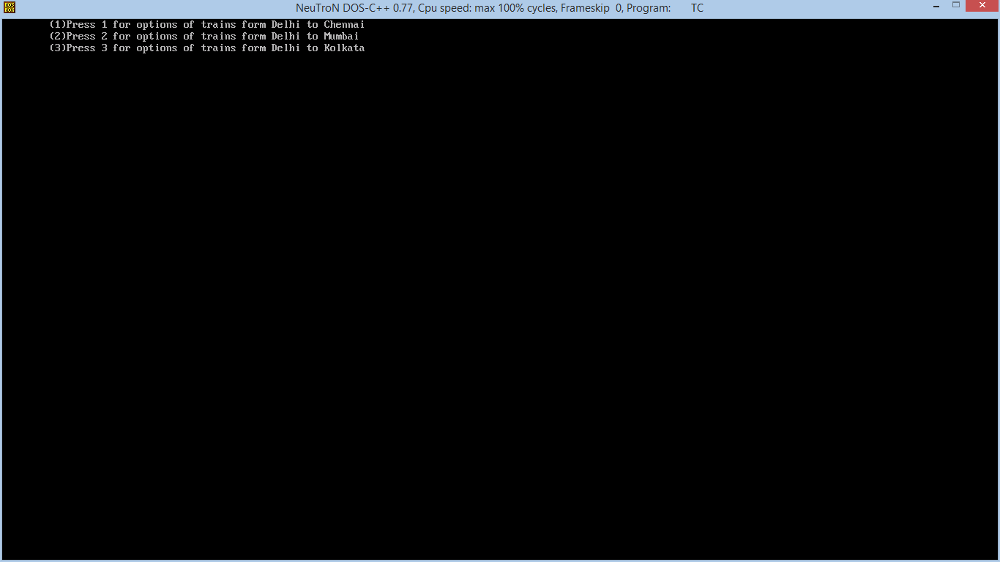 DOS
BOX
NeuTroN DOS-C++ 0.77, Cpu speed: max 100% cycles, Frameskip 0, Program: TC
(1)Press 1 for options of trains form Delhi to Chennai
(2)Press 2 for options of trains form Delhi to Mumbai
(3)Press 3 for options of trains form Delhi to Kolkata